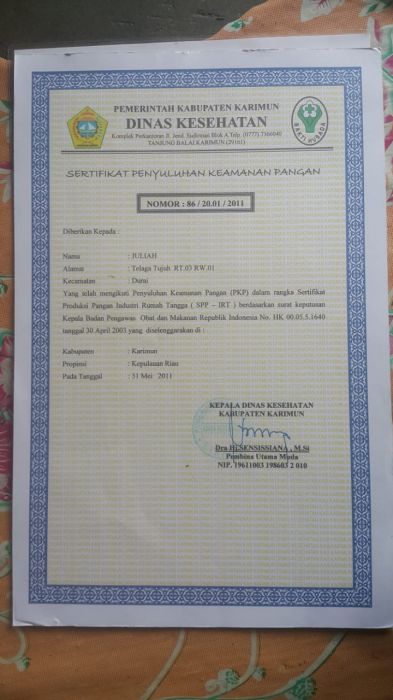 PEMERINTAH KABUPATEN KARIMUN
DINAS KESEHATAN
Komplek Perkantoran Jl. Jend. Sudirman Blok A Telp. (0777) 7366040
TANJUNG BALAI KARIMUN (29661)
BAKTI HUSADA
SERTIFIKAT PENYULUHAN KEAMANAN PANGAN
NOMOR : 86 / 20.01 / 2011
Diberikan Kepada :
Nama : JULIAH
Alamat : Telaga Tujuh RT.03 RW.01
Kecamatan : Durai
Yang telah mengikuti Penyuluhan Keamanan Pangan (PKP) dalam rangka Sertifikat
Produksi Pangan Industri Rumah Tangga ( SPP – IRT ) berdasarkan surat keputusan
Kepala Badan Pengawas Obat dan Makanan Republik Indonesia No. HK 00.05.5.1640
tanggal 30 April 2003 yang diselenggarakan di :
Kabupaten : Karimun
Propinsi : Kepulauan Riau
Pada Tanggal : 31 Mei 2011
KEPALA DINAS KESEHATAN
KABUPATEN KARIMUN
Dra Hj.SENSISSIANA , M.Si
Pembina Utama Muda
NIP. 19611003 198603 2 010